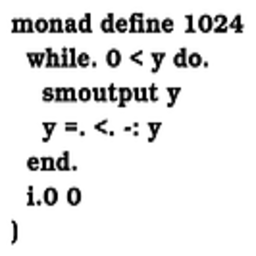 monad define 1024
while. 0 < y do.
smoutput y
y =. <. -: y
end.
i.0 0
)